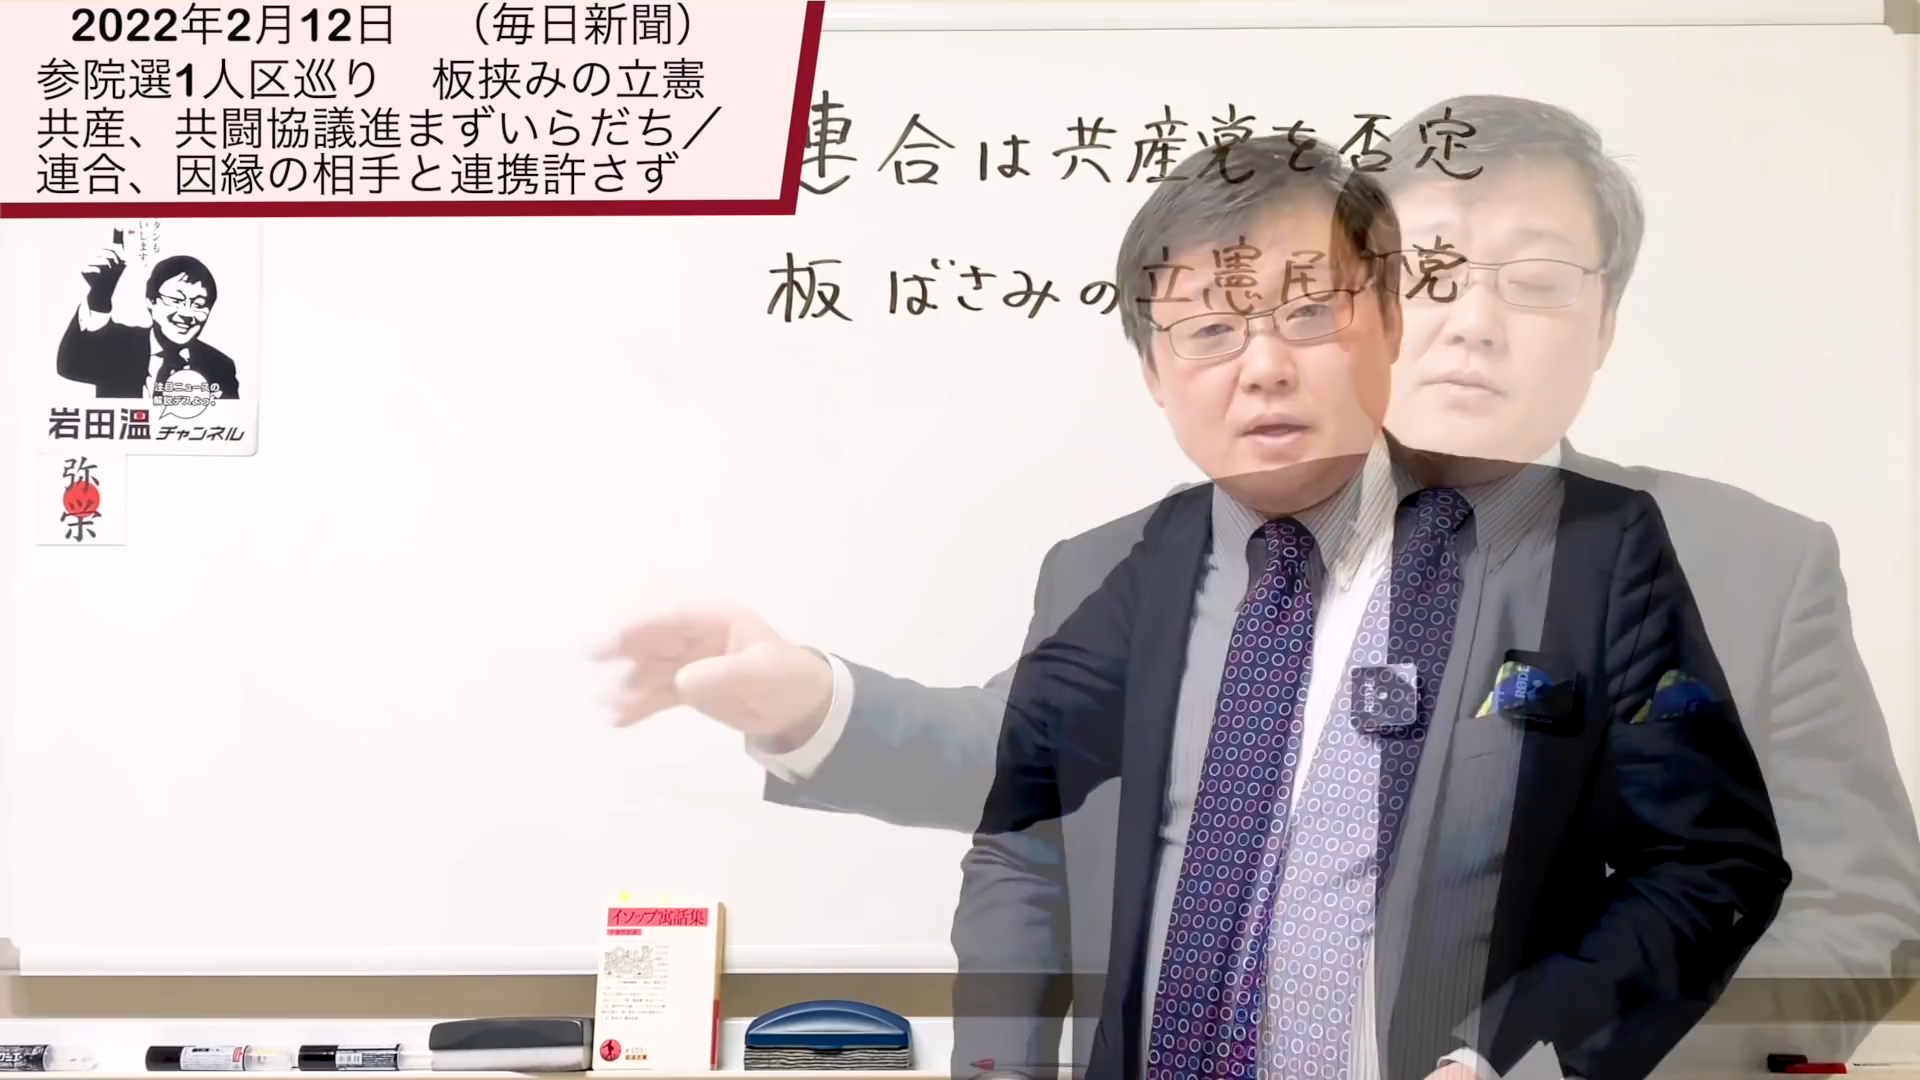 2022年2月12日 （毎日新聞）
参院選1人区巡り 板挟みの立憲
共産、共闘協議進まずいらだち／
連合、因縁の相手と連携許さず
連合は共産党を否定
板ばさみの立憲民 党
注目ニュースの
解説デスよっ!
岩田温チャンネル
弥栄
イソップ寓話集
RØDE
RØDE